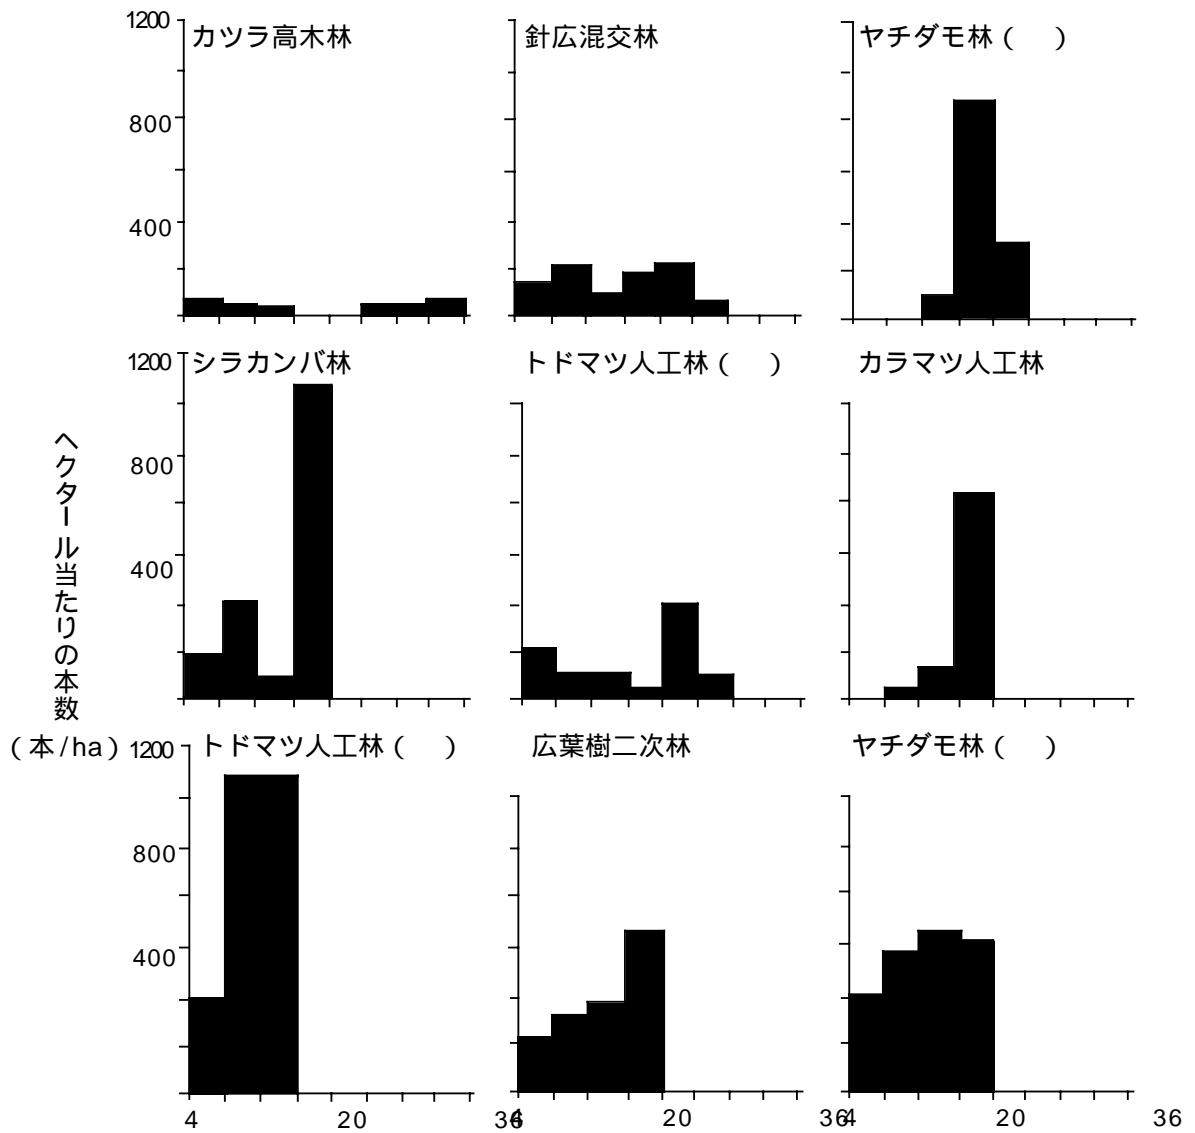 1200
カツラ高木林
針広混交林
ヤチダモ林 ( )
800
400
1200
シラカンバ林
トドマツ人工林 ( )
カラマツ人工林
800
400
ヘクタール当たりの本数
(本/ha)
1200
トドマツ人工林 ( )
広葉樹二次林
ヤチダモ林 ( )
800
400
4 20 36
4 20 36
4 20 36